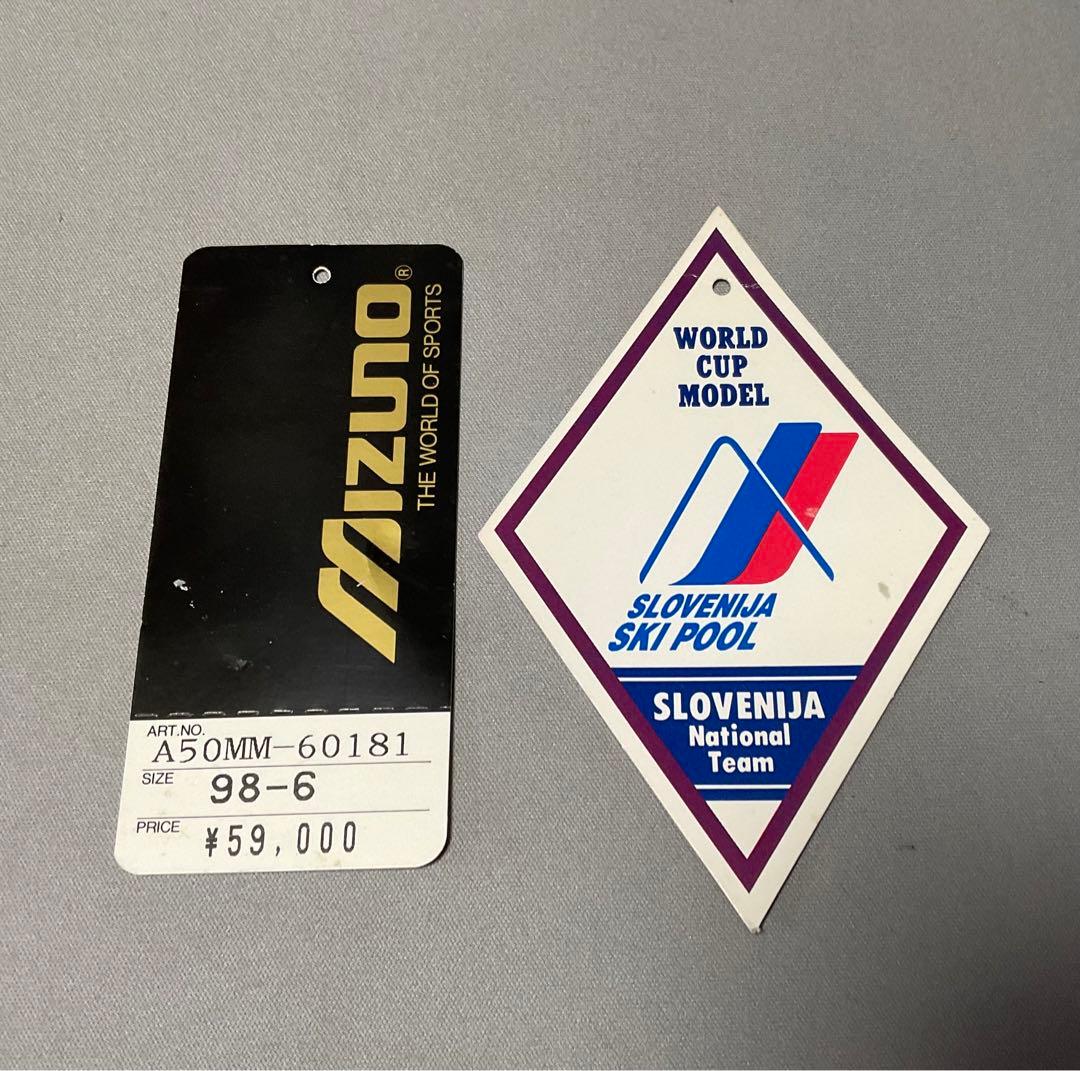 Mizuno®
THE WORLD OF SPORTS
ART.NO.
A50MM-60181
SIZE
98-6
PRICE
¥59,000
WORLD
CUP
MODEL
SLOVENIJA
SKI POOL
SLOVENIJA
National
Team